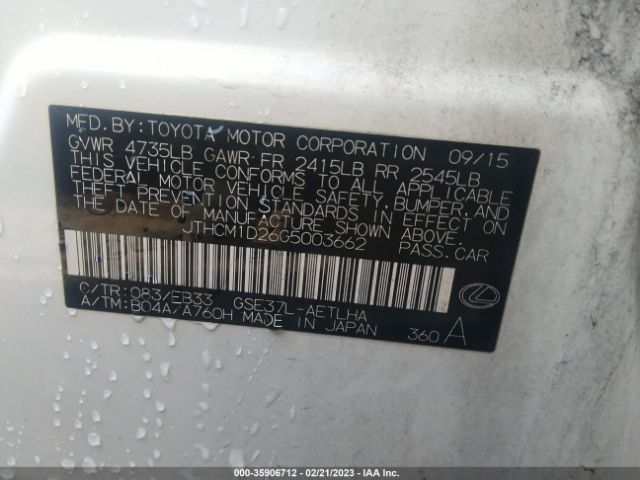 MFD. BY: TOYOTA MOTOR CORPORATION 09/15
GVWR 4735LB GAWR FR 2415LB RR 2545LB
THIS VEHICLE CONFORMS TO ALL APPLICABLE
FEDERAL MOTOR VEHICLE SAFETY, BUMPER, AND
THEFT PREVENTION STANDARDS IN EFFECT ON
THE DATE OF MANUFACTURE SHOWN ABOVE.
JTHCM1D26G5003662 PASS.CAR
C/TR: 083/EB33 GSE37L-AETLHA
A/TM: B04A/A760H MADE IN JAPAN 360 A
000-35906712 - 02/21/2023 - IAA Inc.